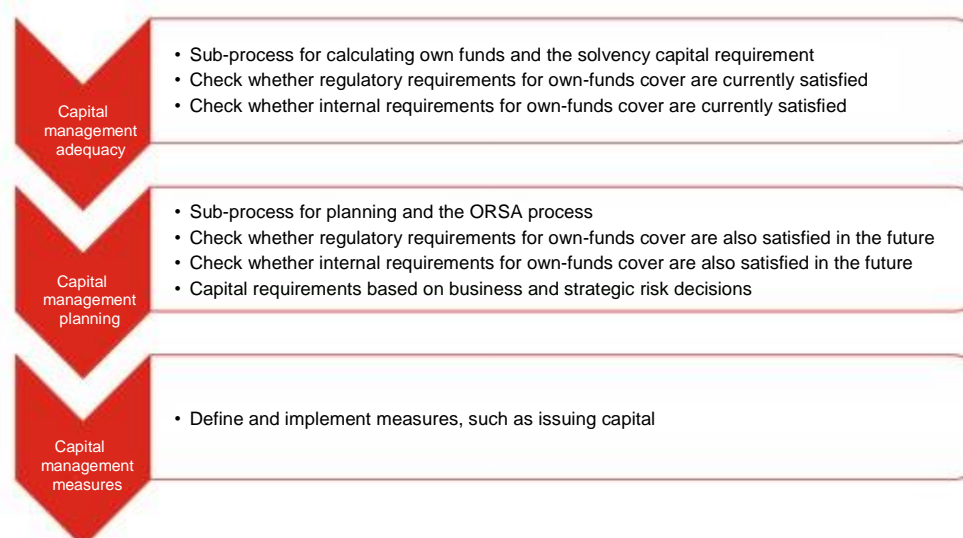 • Sub-process for calculating own funds and the solvency capital requirement
• Check whether regulatory requirements for own-funds cover are currently satisfied
• Check whether internal requirements for own-funds cover are currently satisfied
Capital
management
adequacy
• Sub-process for planning and the ORSA process
• Check whether regulatory requirements for own-funds cover are also satisfied in the future
• Check whether internal requirements for own-funds cover are also satisfied in the future
• Capital requirements based on business and strategic risk decisions
Capital
management
planning
• Define and implement measures, such as issuing capital
Capital
management
measures